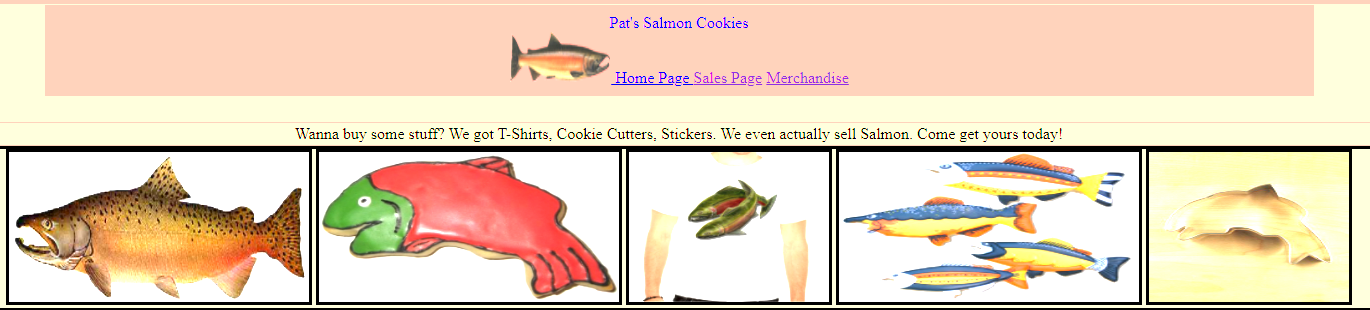 Pat's Salmon Cookies
Home Page Sales Page Merchandise
Wanna buy some stuff? We got T-Shirts, Cookie Cutters, Stickers. We even actually sell Salmon. Come get yours today!